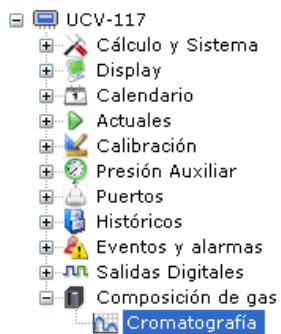 UCV-117
Cálculo y Sistema
Display
Calendario
Actuales
Calibración
Presión Auxiliar
Puertos
Históricos
Eventos y alarmas
Salidas Digitales
Composición de gas
Cromatografía